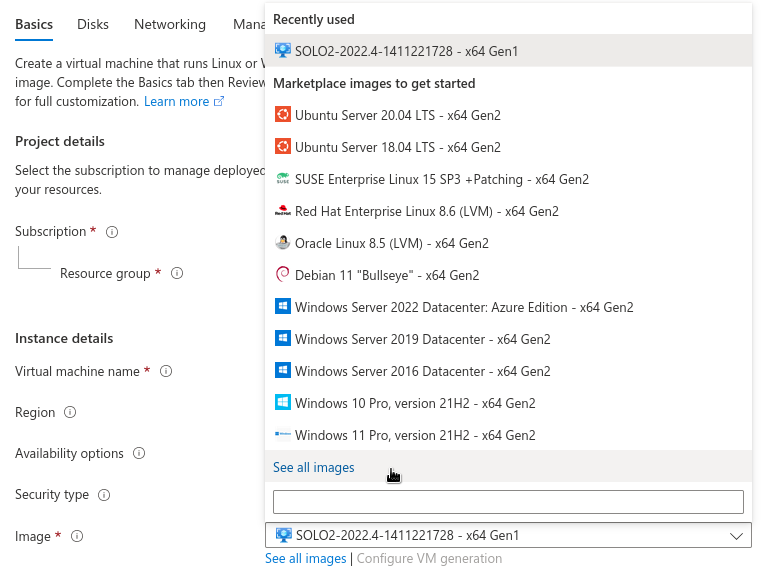 Basics Disks Networking Mana
Create a virtual machine that runs Linux or W
image. Complete the Basics tab then Review
for full customization. Learn more
Project details
Select the subscription to manage deployed
your resources.
Subscription *
Resource group *
Instance details
Virtual machine name *
Region
Availability options
Security type
Image *
Recently used
SOLO2-2022.4-1411221728 - x64 Gen1
Marketplace images to get started
Ubuntu Server 20.04 LTS - x64 Gen2
Ubuntu Server 18.04 LTS - x64 Gen2
SUSE Enterprise Linux 15 SP3 +Patching - x64 Gen2
Red Hat Enterprise Linux 8.6 (LVM) - x64 Gen2
Oracle Linux 8.5 (LVM) - x64 Gen2
Debian 11 "Bullseye" - x64 Gen2
Windows Server 2022 Datacenter: Azure Edition - x64 Gen2
Windows Server 2019 Datacenter - x64 Gen2
Windows Server 2016 Datacenter - x64 Gen2
Windows 10 Pro, version 21H2 - x64 Gen2
Windows 11 Pro, version 21H2 - x64 Gen2
See all images
SOLO2-2022.4-1411221728 - x64 Gen1
See all images | Configure VM generation